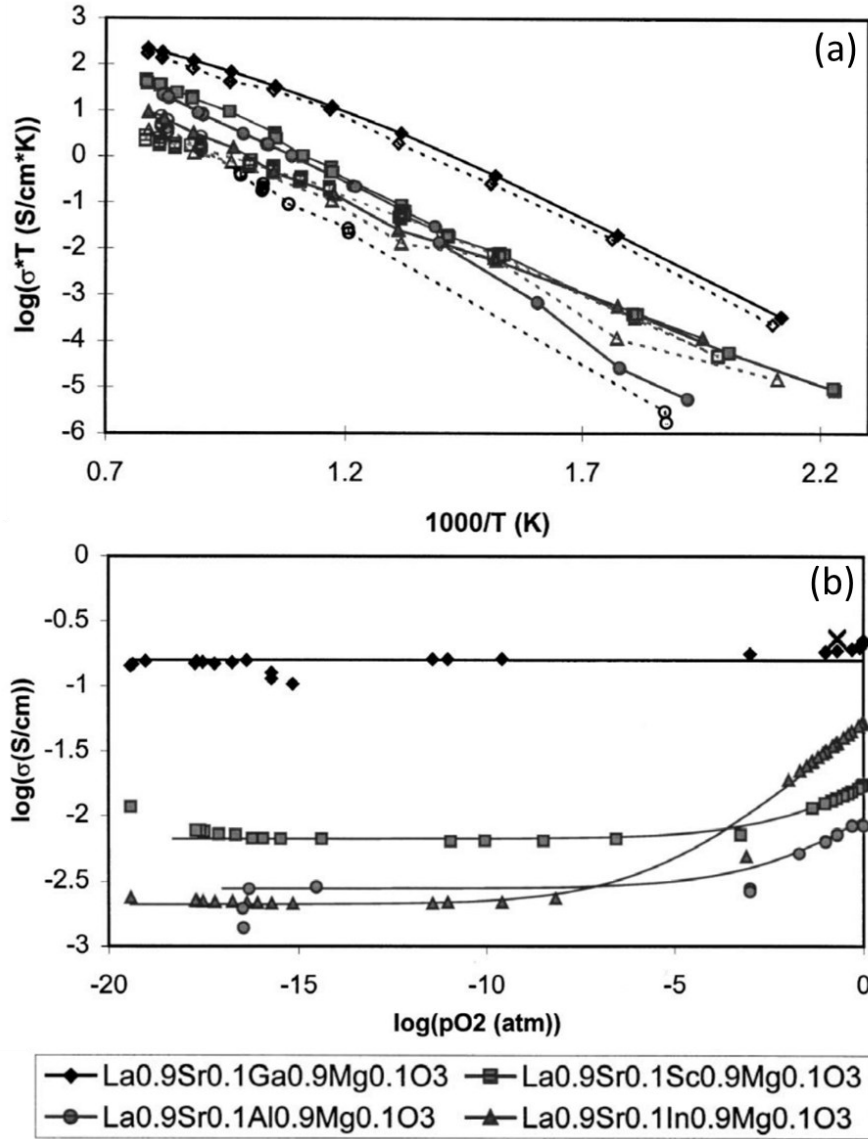 (a)
3
2
1
0
-1
-2
-3
-4
-5
-6
log(σ*T (S/cm*K))
0.7 1.2 1.7 2.2
1000/T (K)
(b)
0
-0.5
-1
-1.5
-2
-2.5
-3
log(σ(S/cm))
-20 -15 -10 -5 0
log(pO2 (atm))
La0.9Sr0.1Ga0.9Mg0.1O3 La0.9Sr0.1Sc0.9Mg0.1O3
La0.9Sr0.1Al0.9Mg0.1O3 La0.9Sr0.1In0.9Mg0.1O3